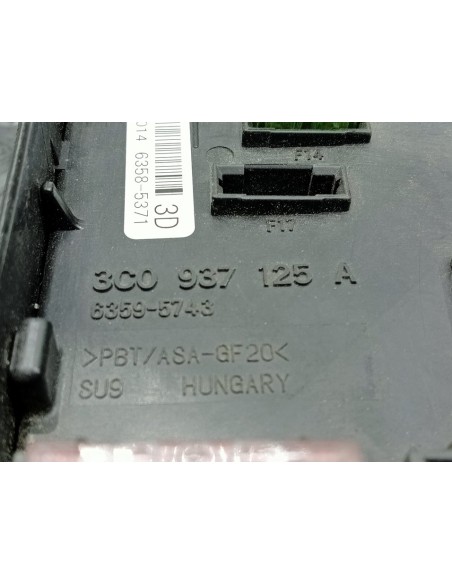 014 6358-5371
3D
F14
F17
3C0 937 125 A
6359-5743
>PBT/ASA-GF20<
SU9 HUNGARY